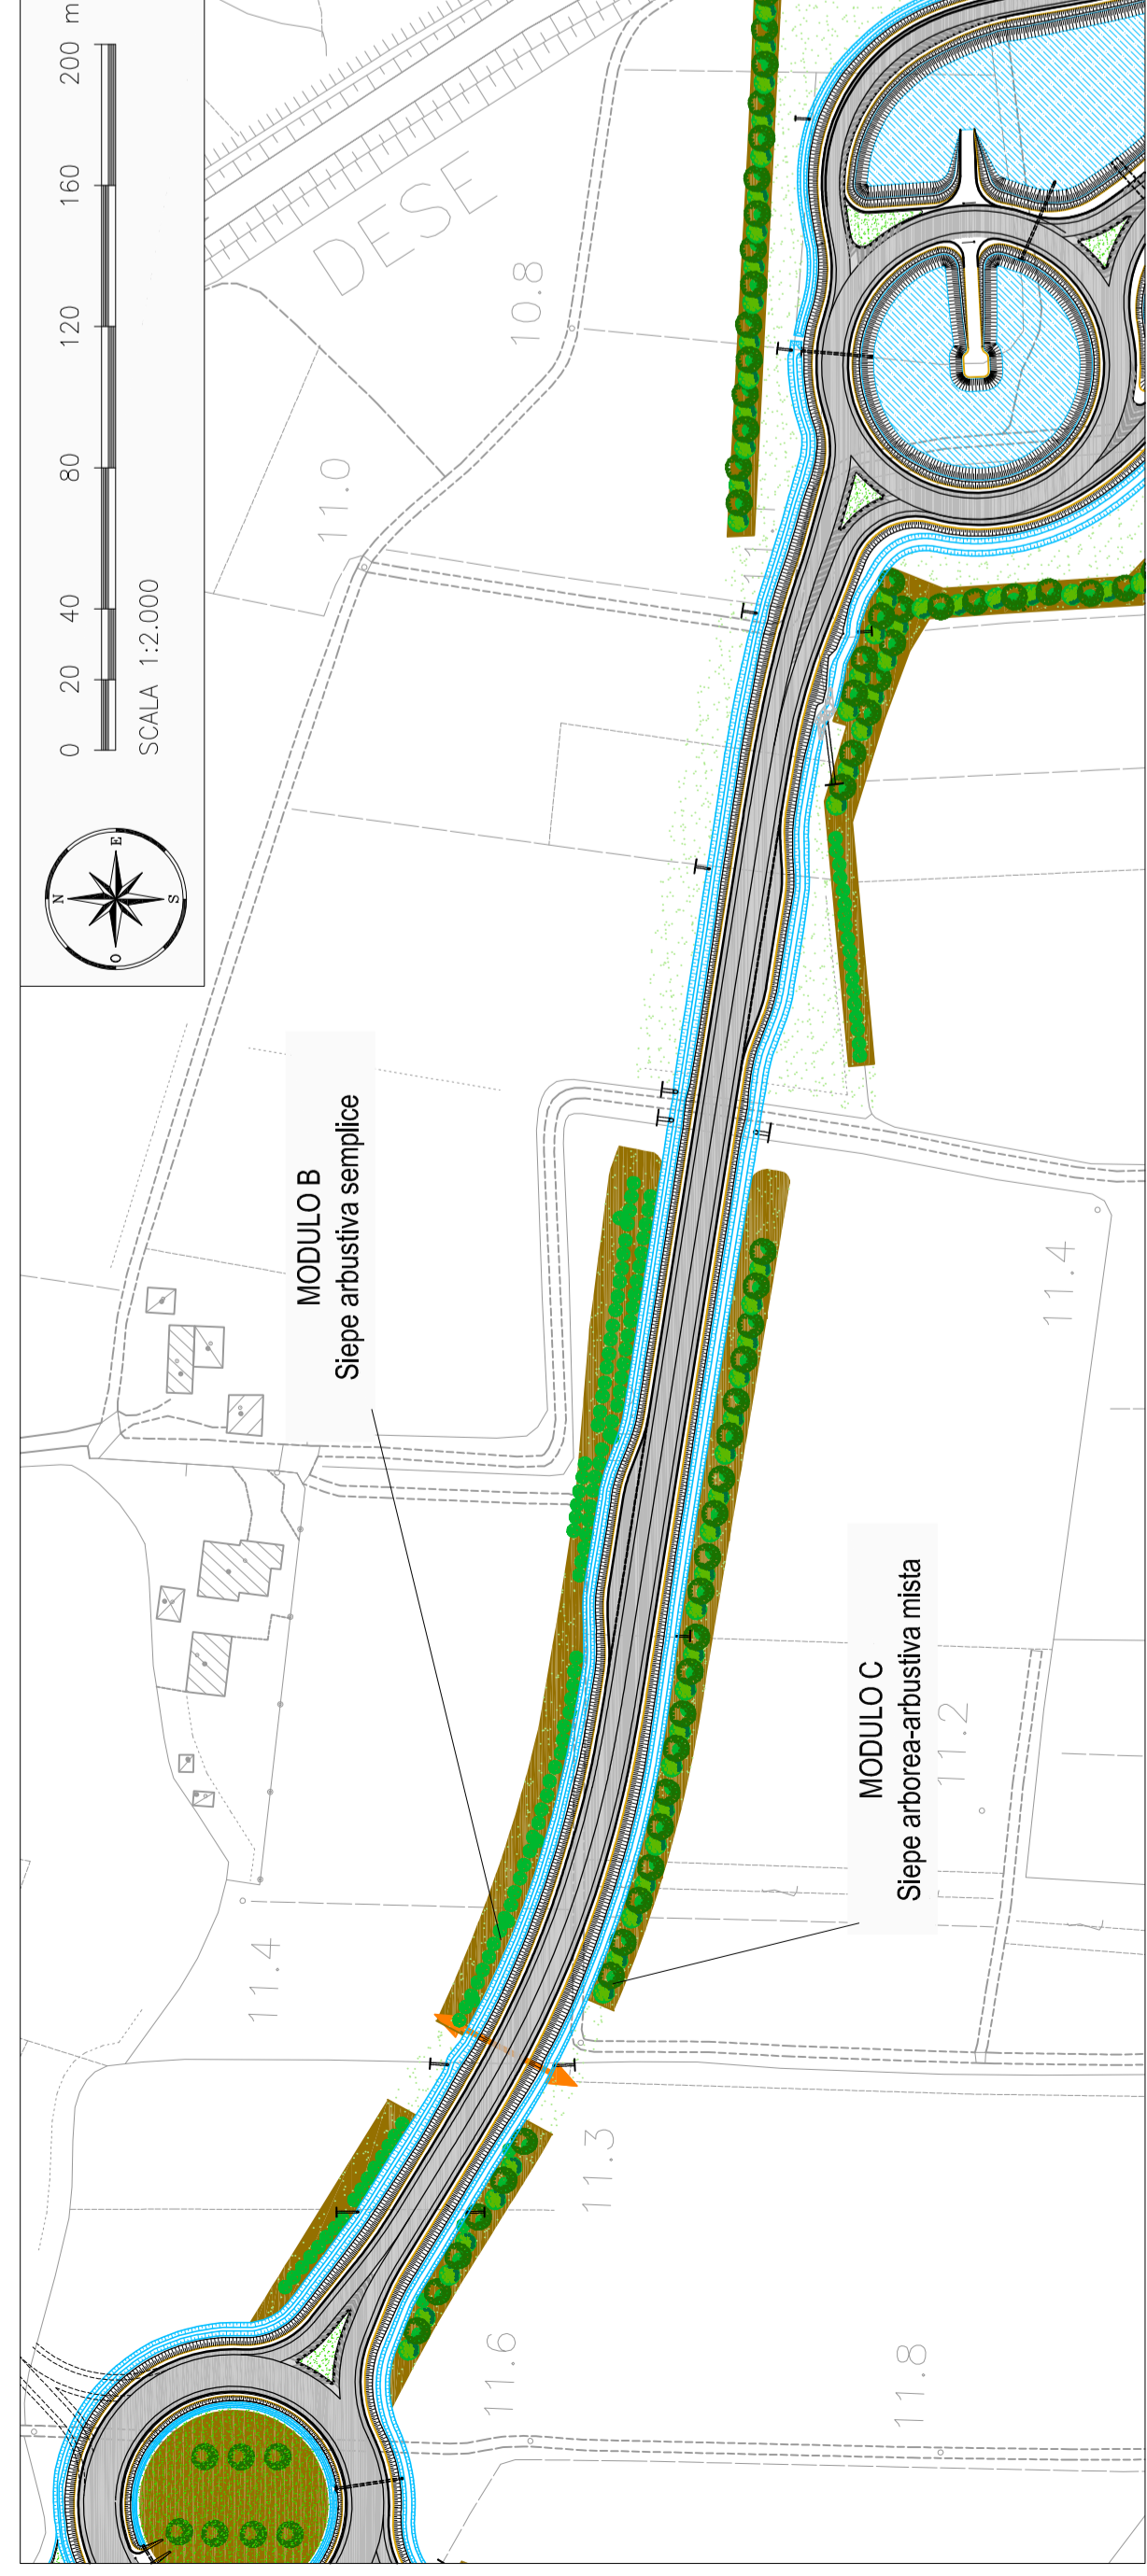 0 20 40 80 120 160 200 m
SCALA 1:2.000
N
E
S
O
DESE
10.8
11.0
MODULO B
Siepe arbustiva semplice
11.4
MODULO C
Siepe arborea-arbustiva mista
11.2
11.4
11.3
11.6
11.8